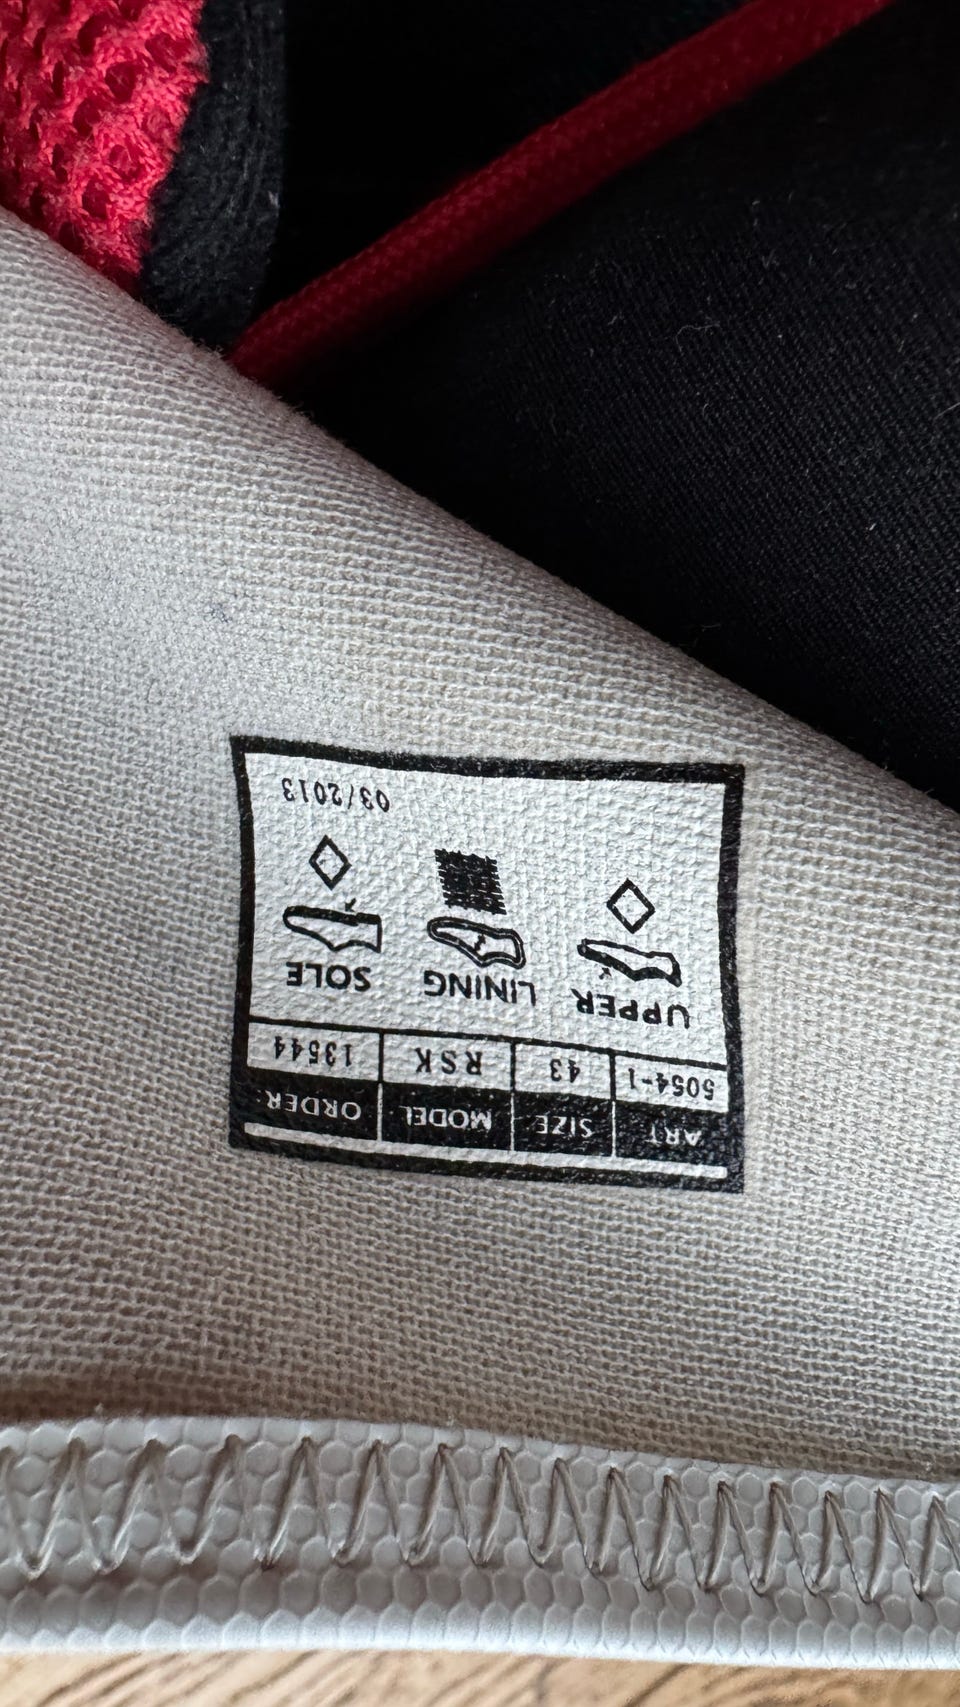 ART SIZE MODEL ORDER:
5054-1 43 RSK 13544
UPPER LINING SOLE
03/2013